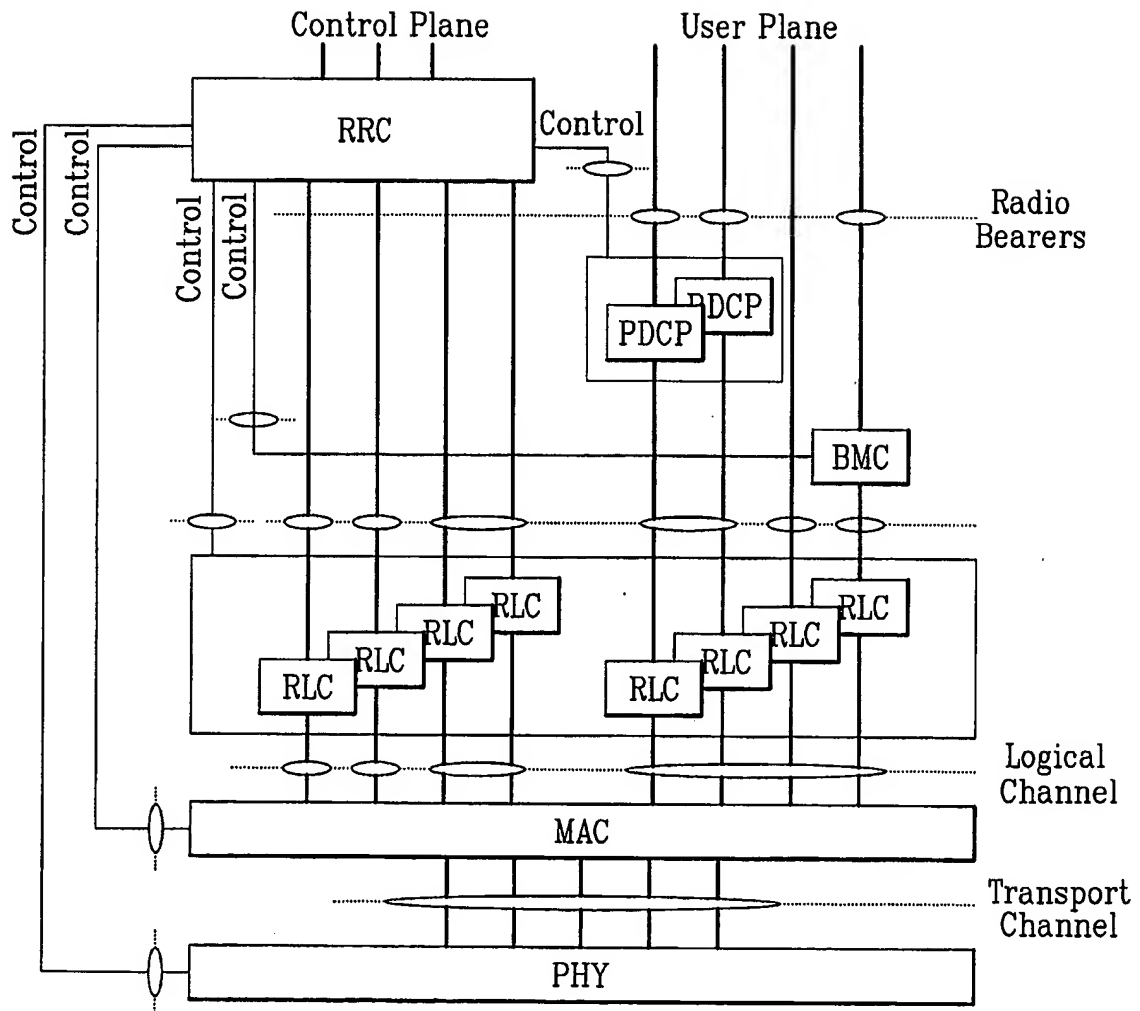 Control Plane
User Plane
RRC
Control
Control
Control
Control
Control
Radio
Bearers
PDCP
PDCP
BMC
RLC
RLC
RLC
RLC
RLC
RLC
RLC
RLC
Logical
Channel
MAC
Transport
Channel
PHY